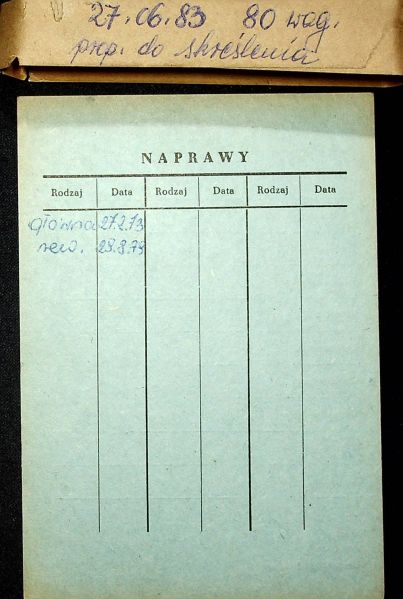 27.06.83 80 wag.
prop. do skreślenia
NAPRAWY
Rodzaj Data Rodzaj Data Rodzaj Data
główna 27.2.73
rew. 28.8.79